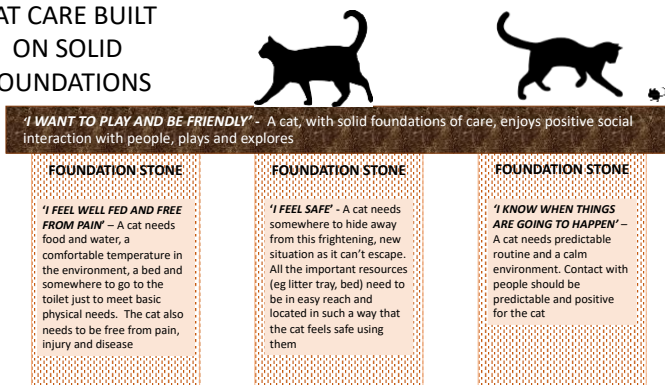 AT CARE BUILT
ON SOLID
OUNDATIONS
'I WANT TO PLAY AND BE FRIENDLY' - A cat, with solid foundations of care, enjoys positive social
interaction with people, plays and explores
FOUNDATION STONE
'I FEEL WELL FED AND FREE
FROM PAIN' – A cat needs
food and water, a
comfortable temperature in
the environment, a bed and
somewhere to go to the
toilet just to meet basic
physical needs. The cat also
needs to be free from pain,
injury and disease
FOUNDATION STONE
'I FEEL SAFE' - A cat needs
somewhere to hide away
from this frightening, new
situation as it can't escape.
All the important resources
(eg litter tray, bed) need to
be in easy reach and
located in such a way that
the cat feels safe using
them
FOUNDATION STONE
'I KNOW WHEN THINGS
ARE GOING TO HAPPEN' –
A cat needs predictable
routine and a calm
environment. Contact with
people should be
predictable and positive
for the cat